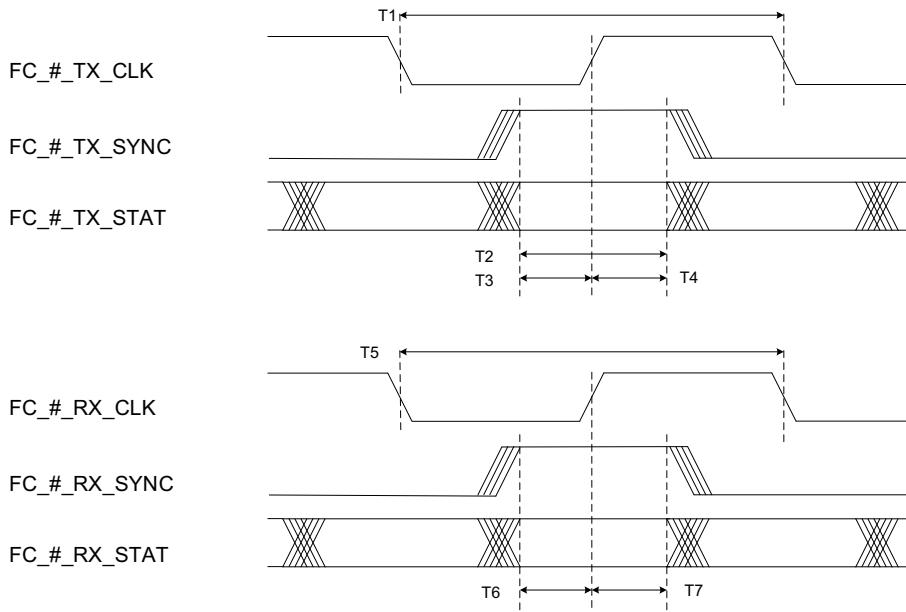 T1
FC_#_TX_CLK
FC_#_TX_SYNC
FC_#_TX_STAT
T2
T3
T4
T5
FC_#_RX_CLK
FC_#_RX_SYNC
FC_#_RX_STAT
T6
T7